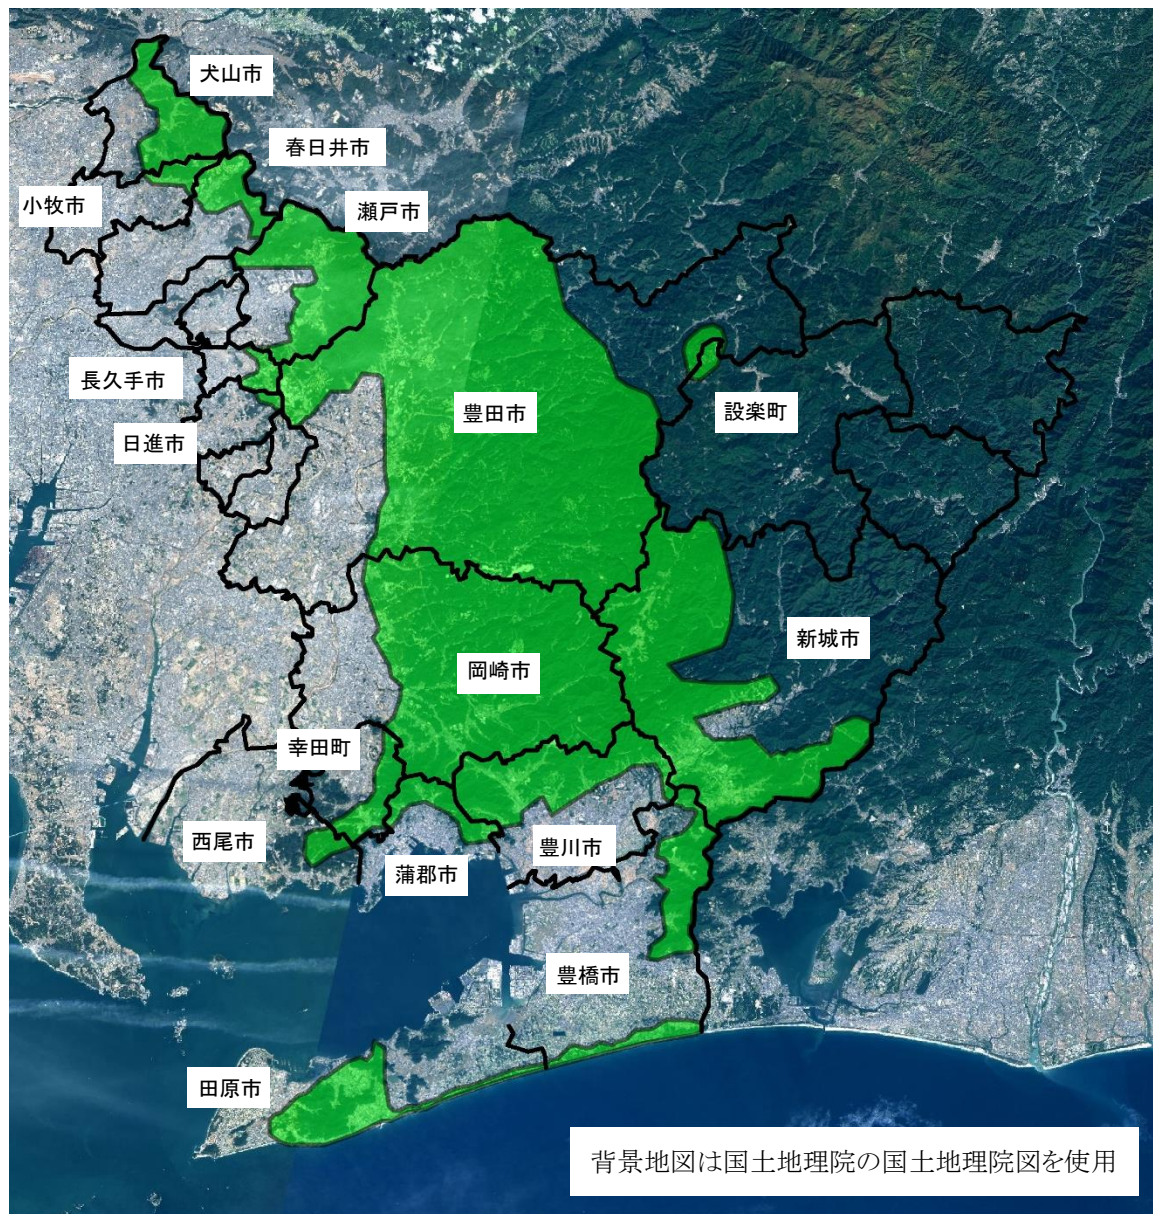 犬山市
春日井市
小牧市
瀬戸市
長久手市
日進市
豊田市
設楽町
新城市
岡崎市
幸田町
西尾市
蒲郡市
豊川市
豊橋市
田原市
背景地図は国土地理院の国土地理院図を使用